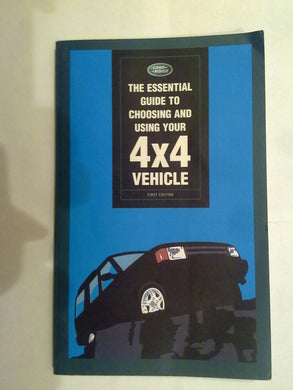 LAND
ROVER
THE ESSENTIAL
GUIDE TO
CHOOSING AND
USING YOUR
4x4
VEHICLE
FIRST EDITION